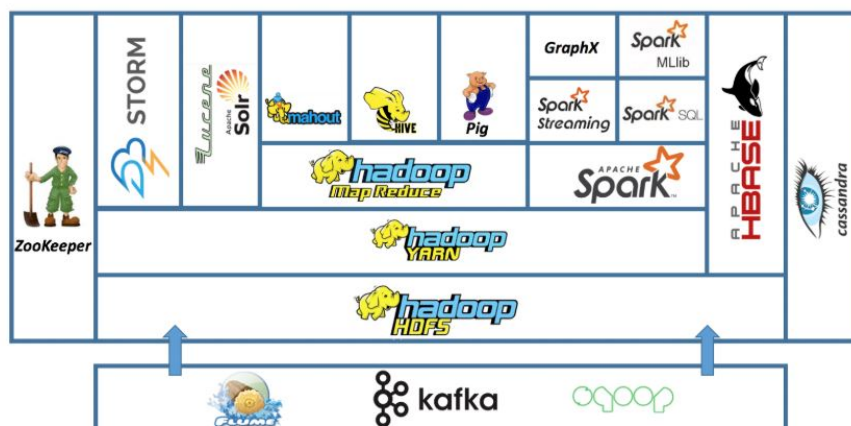 ZooKeeper
STORM
Lucene
Apache
Solr
mahout
HIVE
Pig
GraphX
Spark
MLlib
Spark
Streaming
Spark SQL
hadoop
Map Reduce
APACHE
Spark
TM
APACHE
HBASE
cassandra
hadoop
YARN
hadoop
HDFS
FLUME
kafka
sqoop